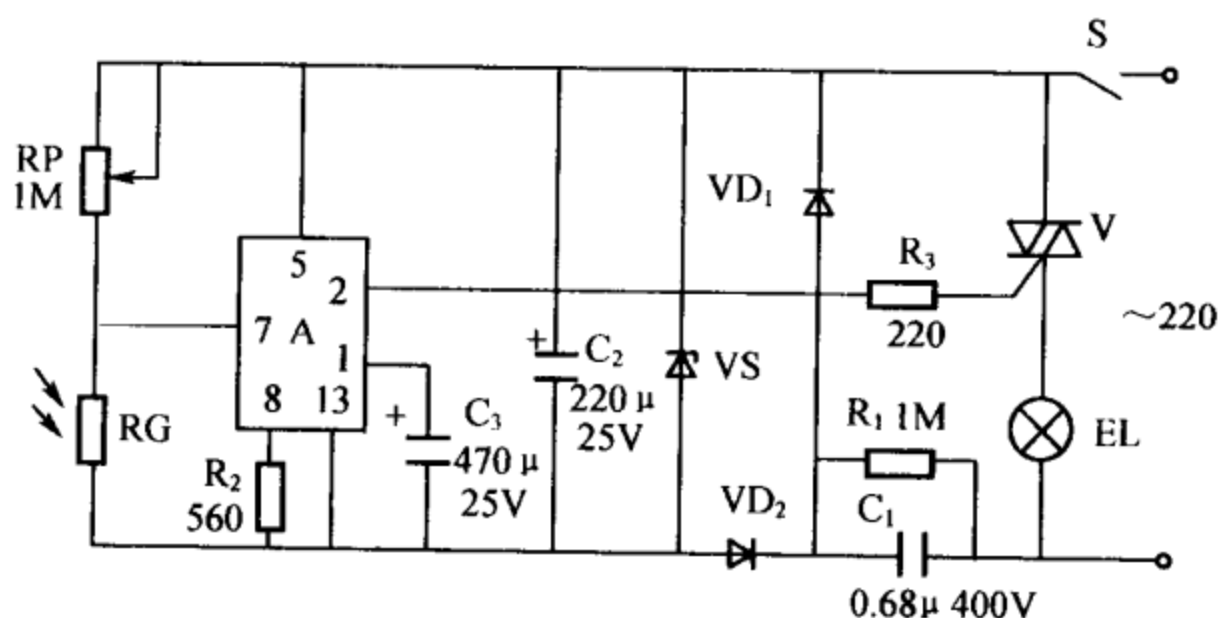 S
RP
1M
VD₁
V
R₃
220
～220
5
2
7
A
1
8
13
+
C₂
220 μ
25V
VS
RG
+
C₃
470 μ
25V
R₂
560
R₁ 1M
EL
VD₂
C₁
0.68μ 400V